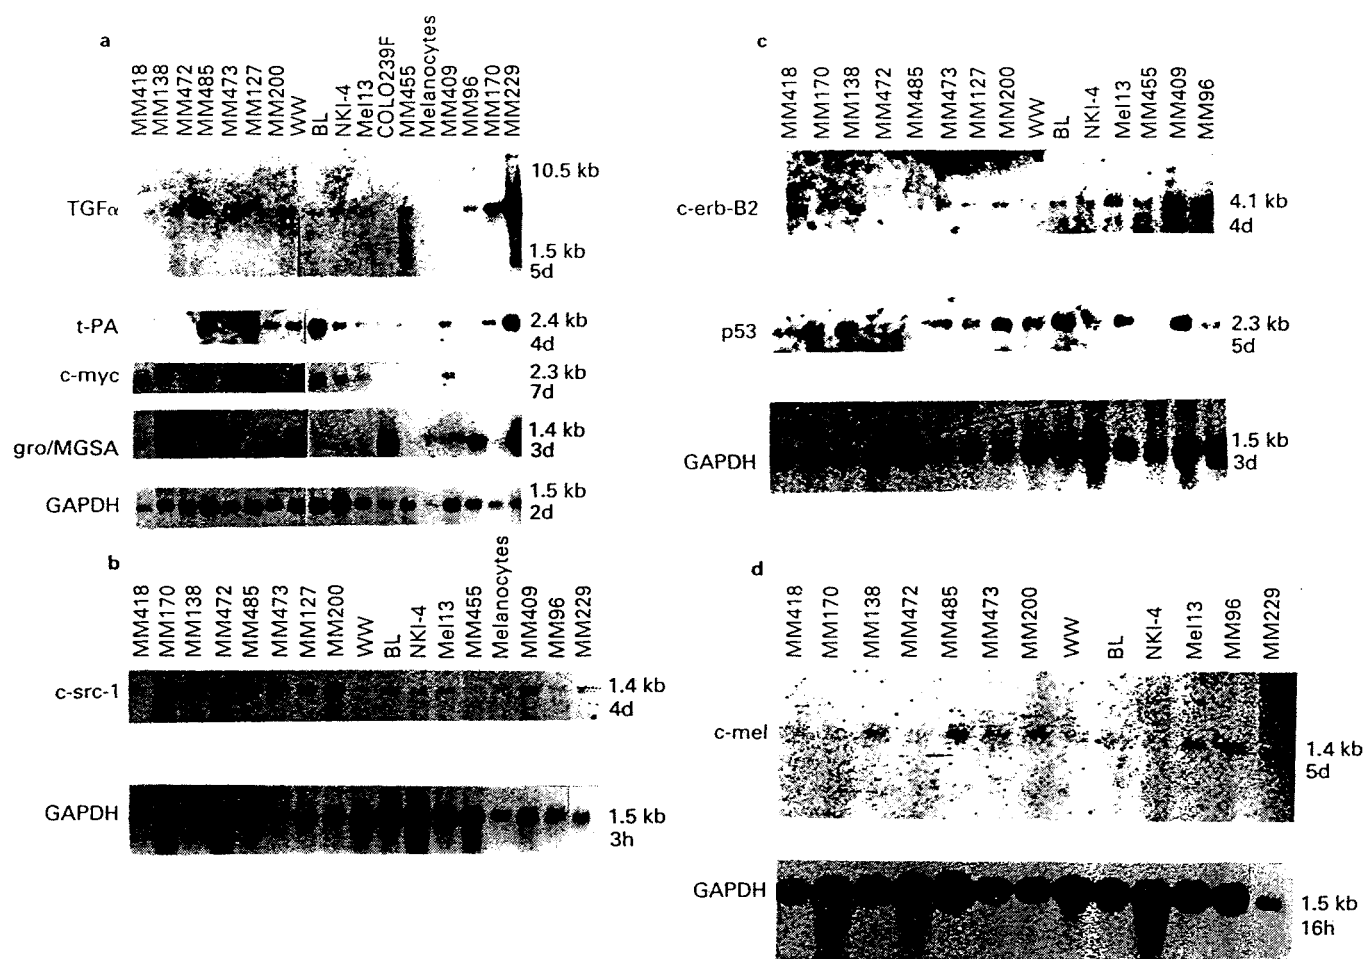 a
MM418
MM138
MM472
MM485
MM473
MM127
MM200
WW
BL
NKI-4
Mel13
COLO239F
MM455
Melanocytes
MM409
MM96
MM170
MM229
TGFα
10.5 kb
1.5 kb
5d
t-PA
2.4 kb
4d
c-myc
2.3 kb
7d
gro/MGSA
1.4 kb
3d
GAPDH
1.5 kb
2d
b
MM418
MM170
MM138
MM472
MM485
MM473
MM127
MM200
WW
BL
NKI-4
Mel13
MM455
Melanocytes
MM409
MM96
MM229
c-src-1
1.4 kb
4d
GAPDH
1.5 kb
3h
c
MM418
MM170
MM138
MM472
MM485
MM473
MM127
MM200
WW
BL
NKI-4
Mel13
MM455
MM409
MM96
c-erb-B2
4.1 kb
4d
p53
2.3 kb
5d
GAPDH
1.5 kb
3d
d
MM418
MM170
MM138
MM472
MM485
MM473
MM200
WW
BL
NKI-4
Mel13
MM96
MM229
c-mel
1.4 kb
5d
GAPDH
1.5 kb
16h